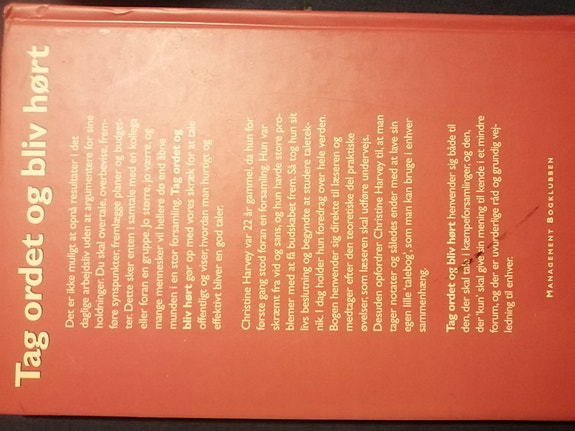 Tag ordet og bliv hørt
Det er ikke muligt at opnå resultater i det
daglige arbejdsliv uden at argumentere for sine
holdninger. Du skal overtale, overbevise, frem-
føre synspunkter, fremlægge planer og budget-
ter. Dette sker enten i samtale med en kollega
eller foran en gruppe. Jo større, jo værre, og
mange mennesker vil hellere dø end åbne
munden i en stor forsamling. Tag ordet og
bliv hørt gør op med vores skræk for at tale
offentligt og viser, hvordan man hurtigt og
effektivt bliver en god taler.
Christine Harvey var 22 år gammel, da hun for
første gang stod foran en forsamling. Hun var
skræmt fra vid og sans, og hun havde store pro-
blemer med at få budskabet frem. Så tog hun sit
livs beslutning og begyndte at studere taletek-
nik. I dag holder hun foredrag over hele verden.
Bogen henvender sig direkte til læseren og
medtager efter den teoretiske del praktiske
øvelser, som læseren skal udføre undervejs.
Desuden opfordrer Christine Harvey til, at man
tager notater og således ender med at lave sin
egen lille 'talebog', som man kan bruge i enhver
sammenhæng.
Tag ordet og bliv hørt henvender sig både til
den, der skal tale i kæmpeforsamlinger, og den,
der 'kun' skal give sin mening til kende i et mindre
forum, og der er uvurderlige råd og grundig vej-
ledning til enhver.
MANAGEMENT BOGKLUBBEN